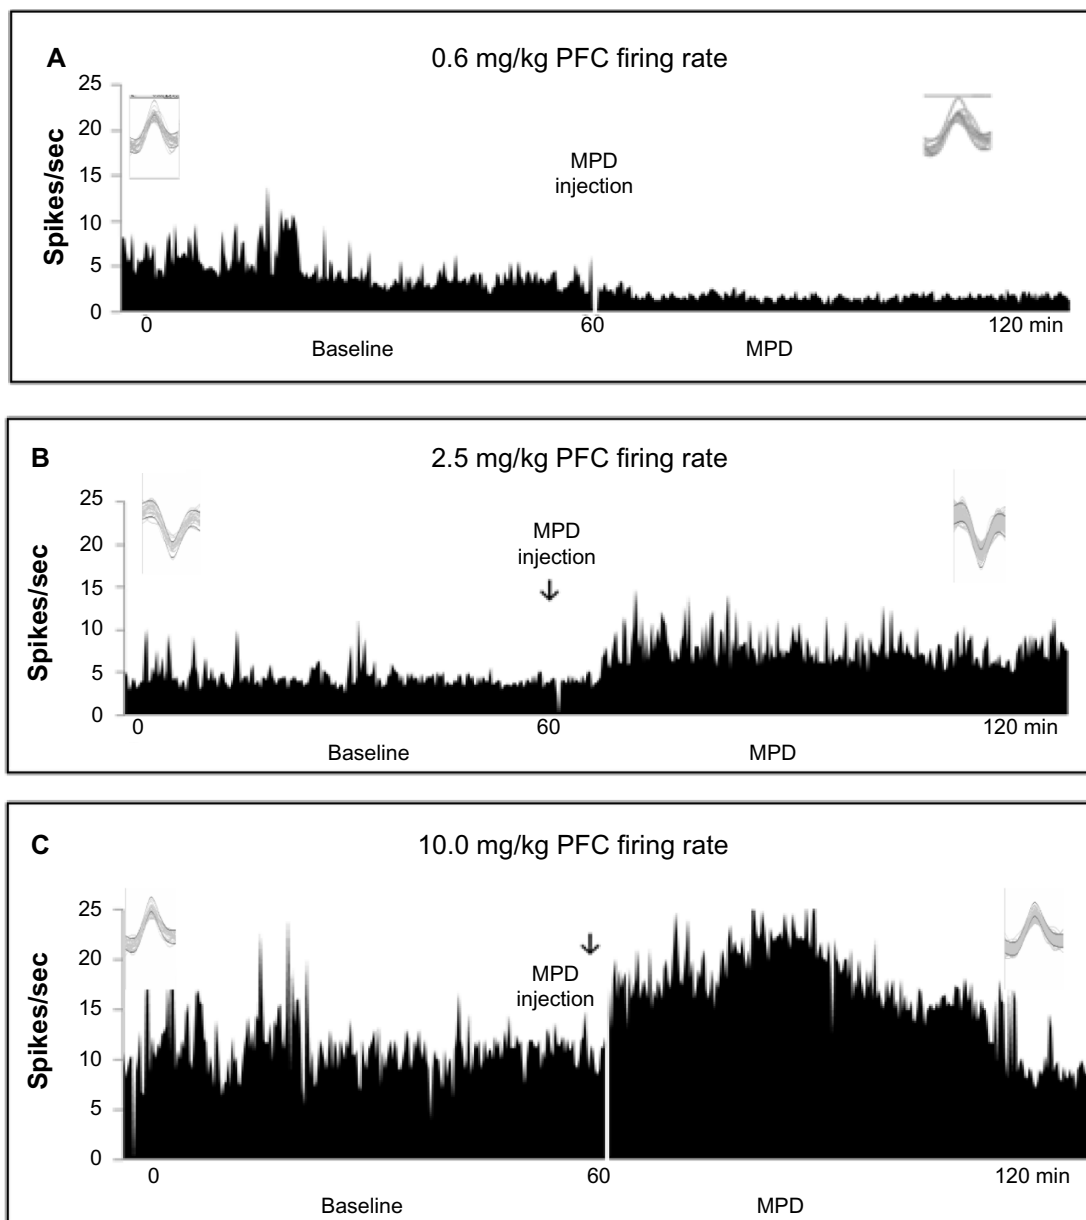 A
0.6 mg/kg PFC firing rate
25
20
15
10
5
0
Spikes/sec
MPD
injection
0
60
120 min
Baseline
MPD
B
2.5 mg/kg PFC firing rate
25
20
15
10
5
0
Spikes/sec
MPD
injection
0
60
120 min
Baseline
MPD
C
10.0 mg/kg PFC firing rate
25
20
15
10
5
0
Spikes/sec
MPD
injection
0
60
120 min
Baseline
MPD